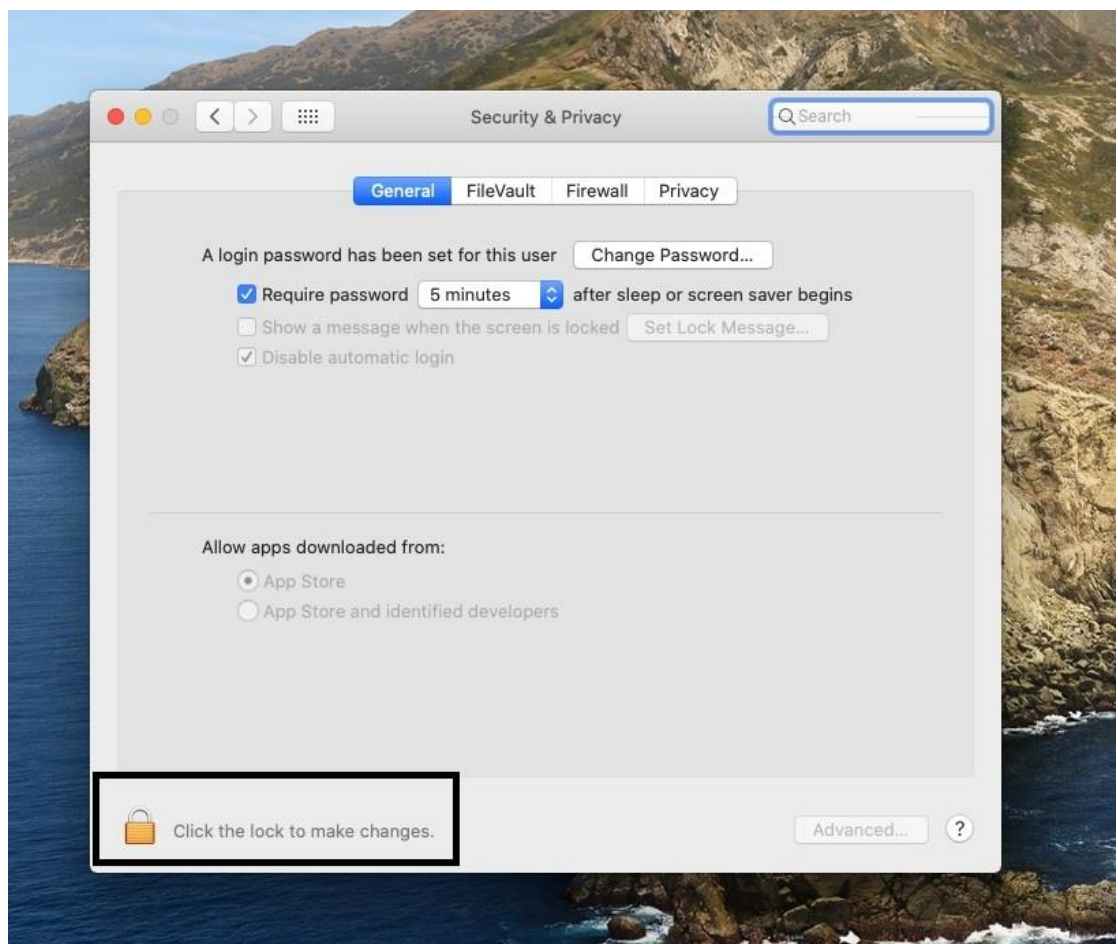 Security & Privacy
Search
General FileVault Firewall Privacy
A login password has been set for this user Change Password...
Require password 5 minutes after sleep or screen saver begins
Show a message when the screen is locked Set Lock Message...
Disable automatic login
Allow apps downloaded from:
App Store
App Store and identified developers
Click the lock to make changes.
Advanced... ?